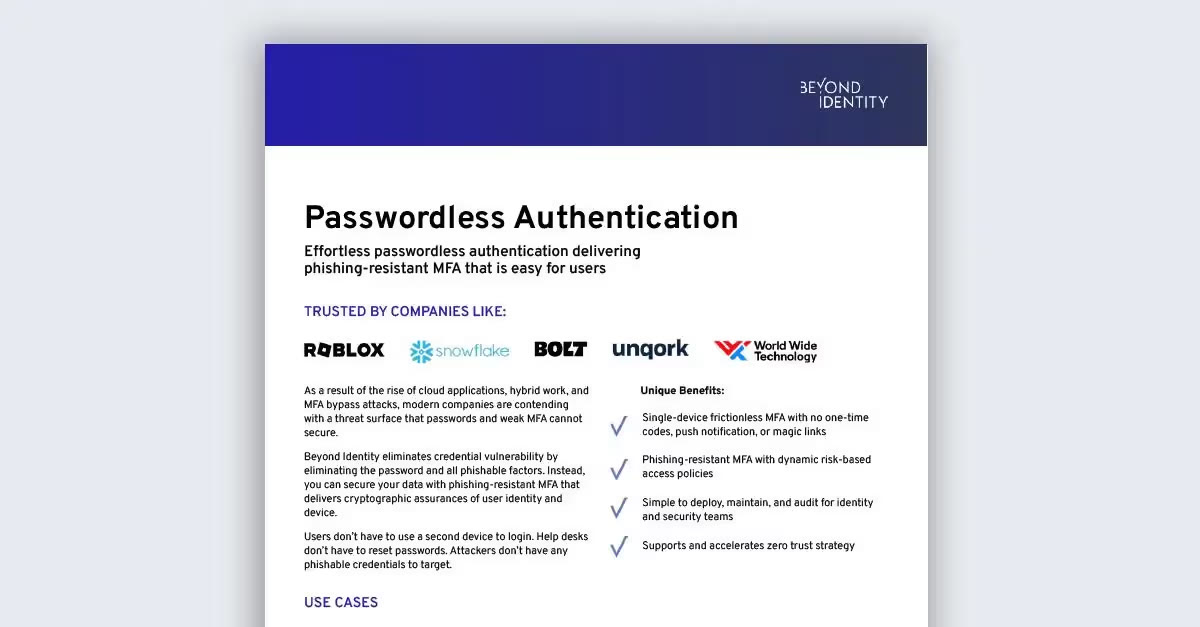 BEYOND
IDENTITY
Passwordless Authentication
Effortless passwordless authentication delivering
phishing-resistant MFA that is easy for users
TRUSTED BY COMPANIES LIKE:
ROBLOX
snowflake
BOLT
unqork
World Wide
Technology
As a result of the rise of cloud applications, hybrid work, and
MFA bypass attacks, modern companies are contending
with a threat surface that passwords and weak MFA cannot
secure.
Beyond Identity eliminates credential vulnerability by
eliminating the password and all phishable factors. Instead,
you can secure your data with phishing-resistant MFA that
delivers cryptographic assurances of user identity and
device.
Users don't have to use a second device to login. Help desks
don't have to reset passwords. Attackers don't have any
phishable credentials to target.
Unique Benefits:
Single-device frictionless MFA with no one-time
codes, push notification, or magic links
Phishing-resistant MFA with dynamic risk-based
access policies
Simple to deploy, maintain, and audit for identity
and security teams
Supports and accelerates zero trust strategy
USE CASES